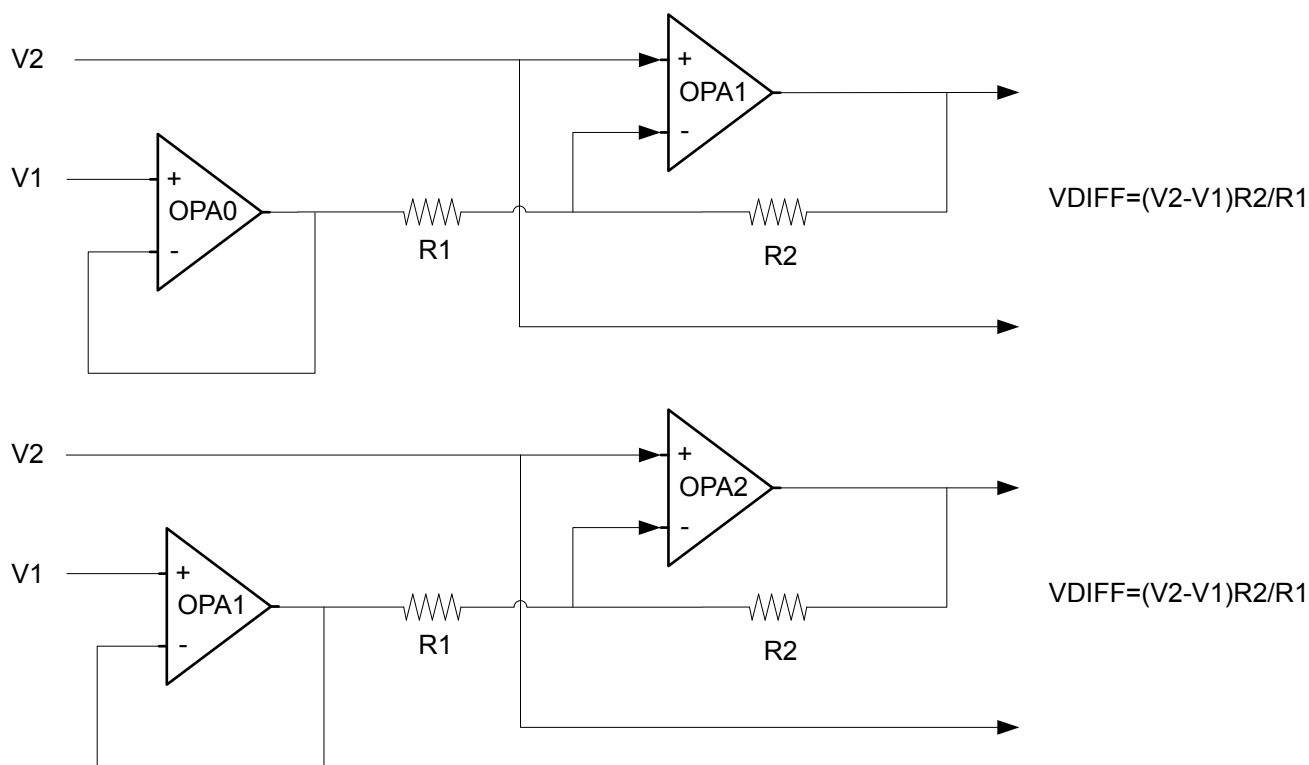 V2
+
OPA1
-
V1
+
OPA0
-
R1
R2
VDIFF=(V2-V1)R2/R1
V2
+
OPA2
-
V1
+
OPA1
-
R1
R2
VDIFF=(V2-V1)R2/R1